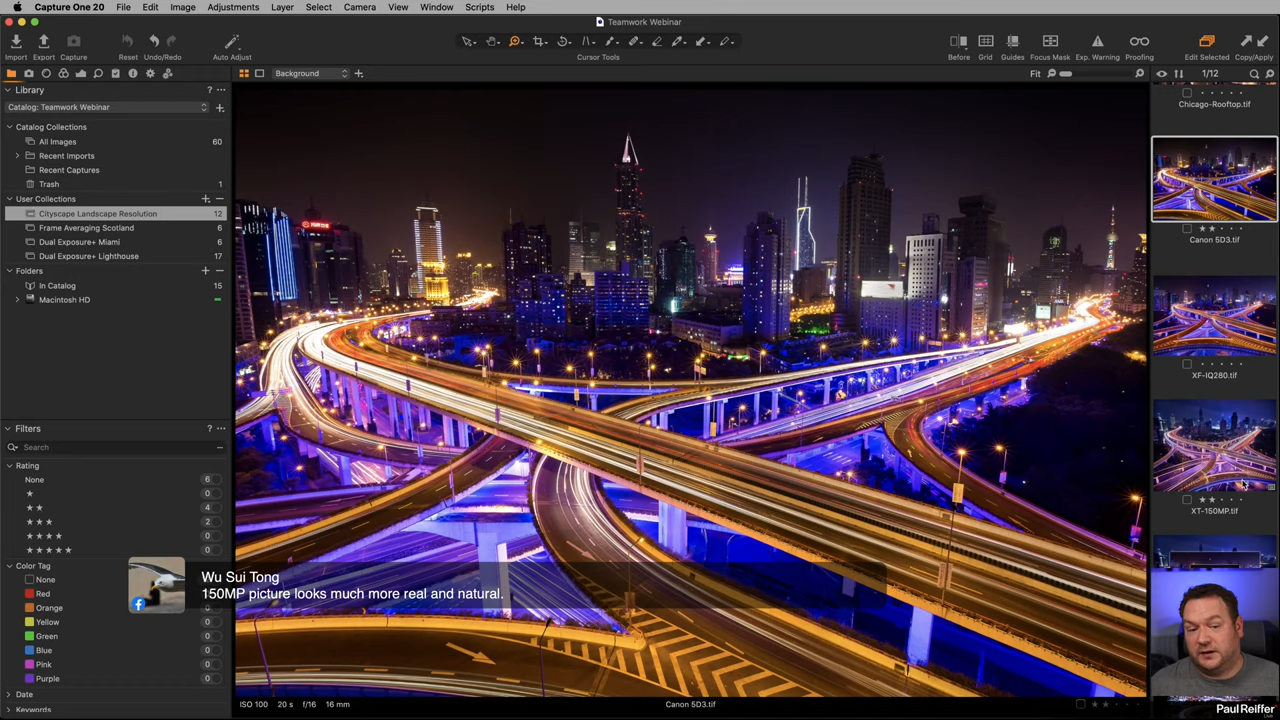 Capture One 20 File Edit Image Adjustments Layer Select Camera View Window Scripts Help
Teamwork Webinar
Import Export Capture Reset Undo/Redo Auto Adjust Cursor Tools Before Grid Guides Focus Mask Exp. Warning Proofing Edit Selected Copy/Apply
Background Fit 1/12
Library ? ...
Catalog: Teamwork Webinar
Catalog Collections
All Images 60
Recent Imports
Recent Captures
Trash 1
User Collections
Cityscape Landscape Resolution 12
Frame Averaging Scotland 6
Dual Exposure+ Miami 6
Dual Exposure+ Lighthouse 17
Folders
In Catalog 15
Macintosh HD
Filters ? ...
Search
Rating
None 6
★ 0
★ ★ 4
★ ★ ★ 2
★ ★ ★ ★ 0
★ ★ ★ ★ ★ 0
Color Tag
None
Red 0
Orange 0
Yellow 0
Green 0
Blue 0
Pink 0
Purple 0
Date
Keywords
Wu Sui Tong
150MP picture looks much more real and natural.
ISO 100 20 s f/16 16 mm Canon 5D3.tif
Chicago-Rooftop.tif
Canon 5D3.tif
XF-IQ280.tif
XT-150MP.tif
Paul Reiffer
Live